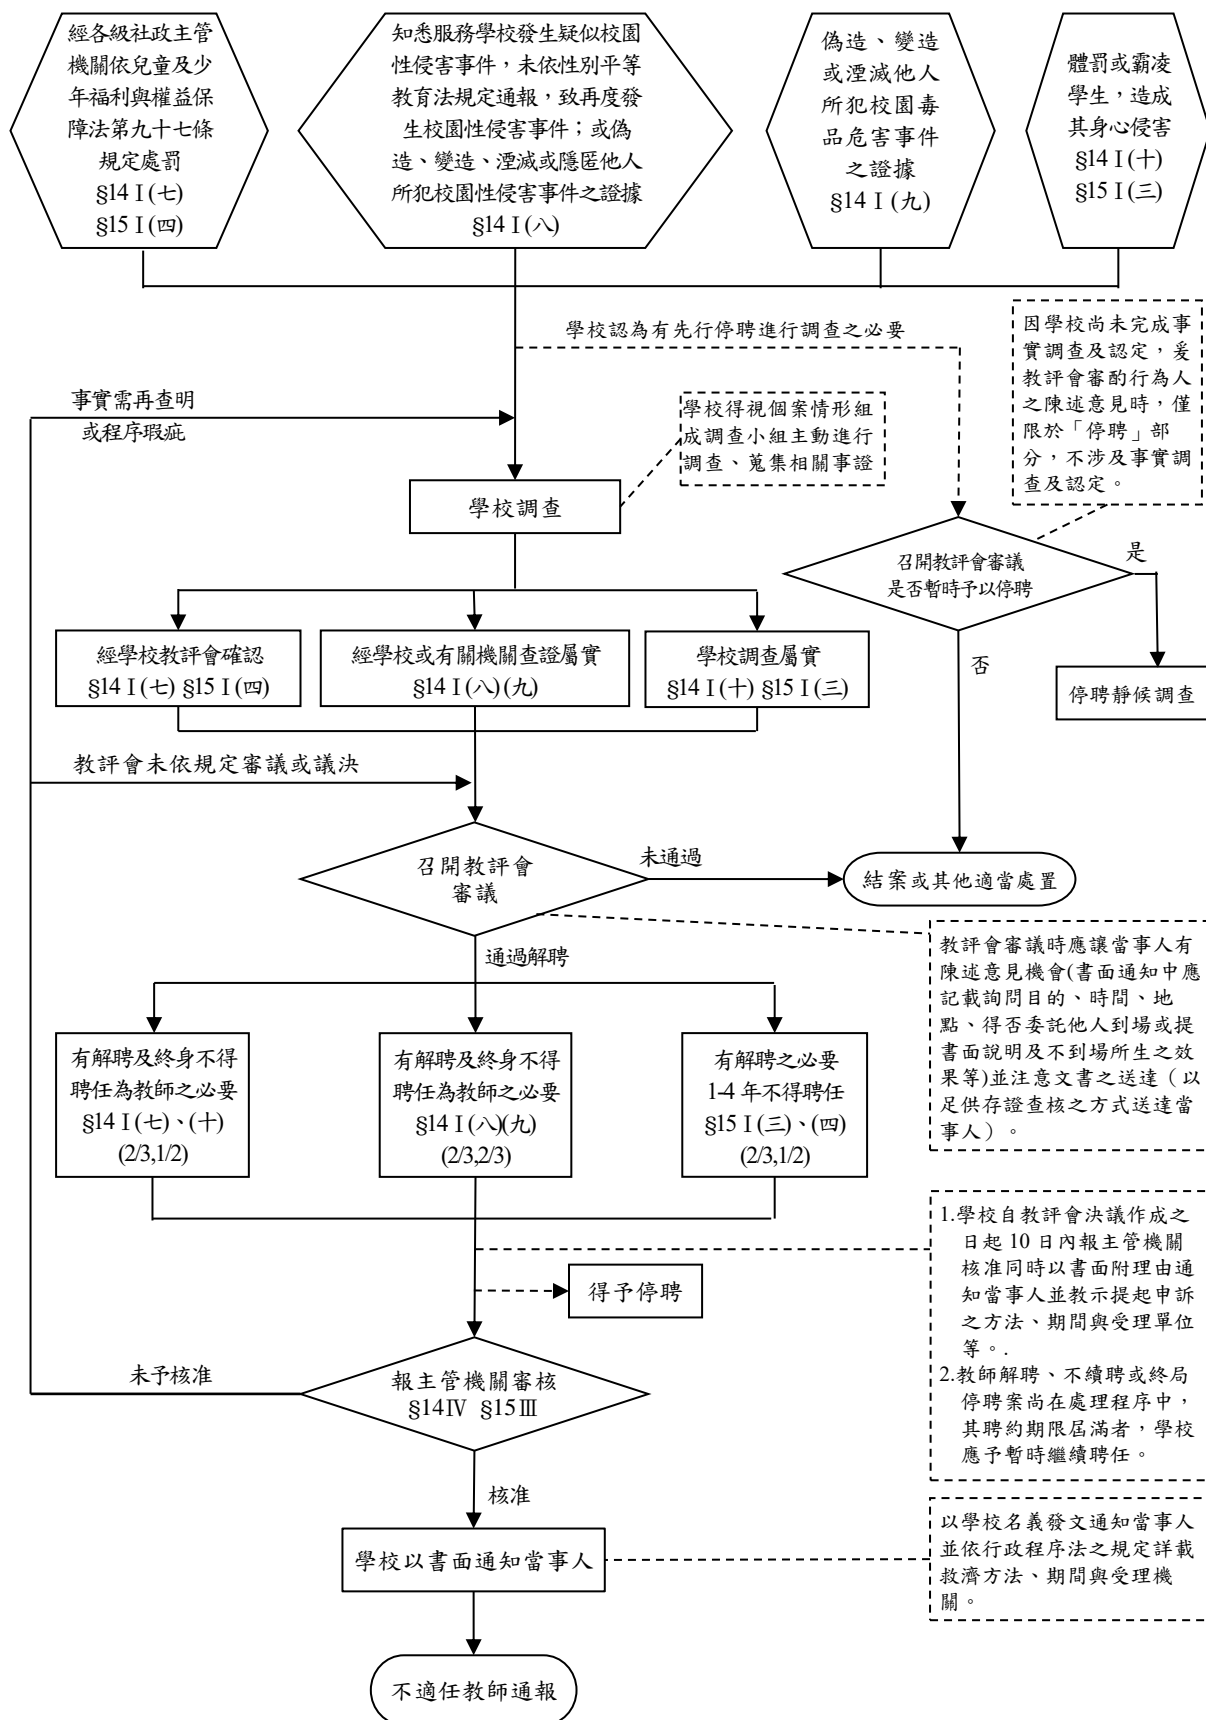 經各級社政主管
機關依兒童及少
年福利與權益保
障法第九十七條
規定處罰
§14 I (七)
§15 I (四)
知悉服務學校發生疑似校園
性侵害事件，未依性別平等
教育法規定通報，致再度發
生校園性侵害事件；或偽
造、變造、湮滅或隱匿他人
所犯校園性侵害事件之證據
§14 I (八)
偽造、變造
或湮滅他人
所犯校園毒
品危害事件
之證據
§14 I (九)
體罰或霸凌
學生，造成
其身心侵害
§14 I (十)
§15 I (三)
學校認為有先行停聘進行調查之必要
因學校尚未完成事
實調查及認定，爰
教評會審酌行為人
之陳述意見時，僅
限於「停聘」部
分，不涉及事實調
查及認定。
事實需再查明
或程序瑕疵
學校得視個案情形組
成調查小組主動進行
調查、蒐集相關事證
學校調查
召開教評會審議
是否暫時予以停聘
是
否
停聘靜候調查
經學校教評會確認
§14 I (七) §15 I (四)
經學校或有關機關查證屬實
§14 I (八) (九)
學校調查屬實
§14 I (十) §15 I (三)
教評會未依規定審議或議決
召開教評會
審議
未通過
結案或其他適當處置
通過解聘
教評會審議時應讓當事人有
陳述意見機會(書面通知中應
記載詢問目的、時間、地
點、得否委託他人到場或提
書面說明及不到場所生之效
果等)並注意文書之送達（以
足供存證查核之方式送達當
事人）。
有解聘及終身不得
聘任為教師之必要
§14 I (七)、(十)
(2/3,1/2)
有解聘及終身不得
聘任為教師之必要
§14 I (八)(九)
(2/3,2/3)
有解聘之必要
1-4 年不得聘任
§15 I (三)、(四)
(2/3,1/2)
1.學校自教評會決議作成之
日起 10 日內報主管機關
核准同時以書面附理由通
知當事人並教示提起申訴
之方法、期間與受理單位
等。.
2.教師解聘、不續聘或終局
停聘案尚在處理程序中，
其聘約期限屆滿者，學校
應予暫時繼續聘任。
得予停聘
未予核准
報主管機關審核
§14Ⅳ §15Ⅲ
核准
學校以書面通知當事人
以學校名義發文通知當事人
並依行政程序法之規定詳載
救濟方法、期間與受理機
關。
不適任教師通報